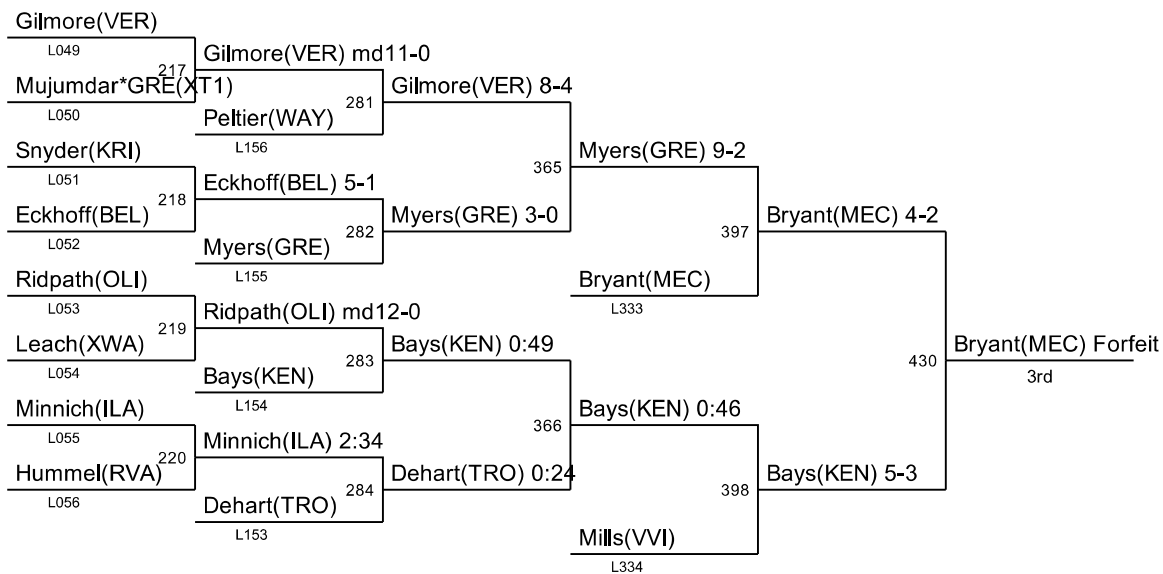 Gilmore(VER)
L049
217
Gilmore(VER) md11-0
Mujumdar*GRE(XT1)
L050
281
Gilmore(VER) 8-4
Peltier(WAY)
L156
Snyder(KRI)
L051
365
Myers(GRE) 9-2
218
Eckhoff(BEL) 5-1
Eckhoff(BEL)
L052
282
Myers(GRE) 3-0
397
Bryant(MEC) 4-2
Myers(GRE)
L155
Ridpath(OLI)
L053
Bryant(MEC)
L333
219
Ridpath(OLI) md12-0
Leach(XWA)
L054
283
Bays(KEN) 0:49
430
Bryant(MEC) Forfeit
3rd
Bays(KEN)
L154
Minnich(ILA)
L055
366
Bays(KEN) 0:46
220
Minnich(ILA) 2:34
Hummel(RVA)
L056
284
Dehart(TRO) 0:24
398
Bays(KEN) 5-3
Dehart(TRO)
L153
Mills(VVI)
L334